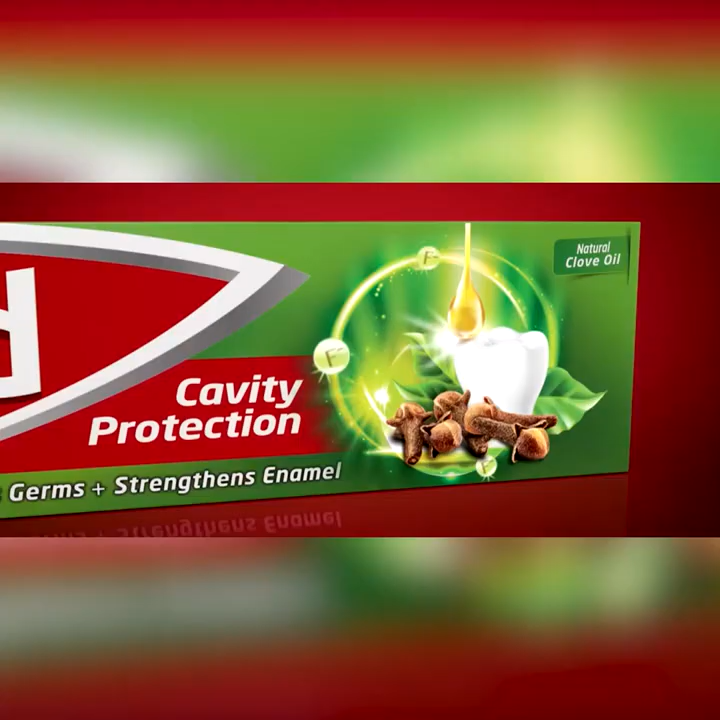 Natural
Clove Oil
d
F-
F-
Cavity
Protection
F-
Germs + Strengthens Enamel